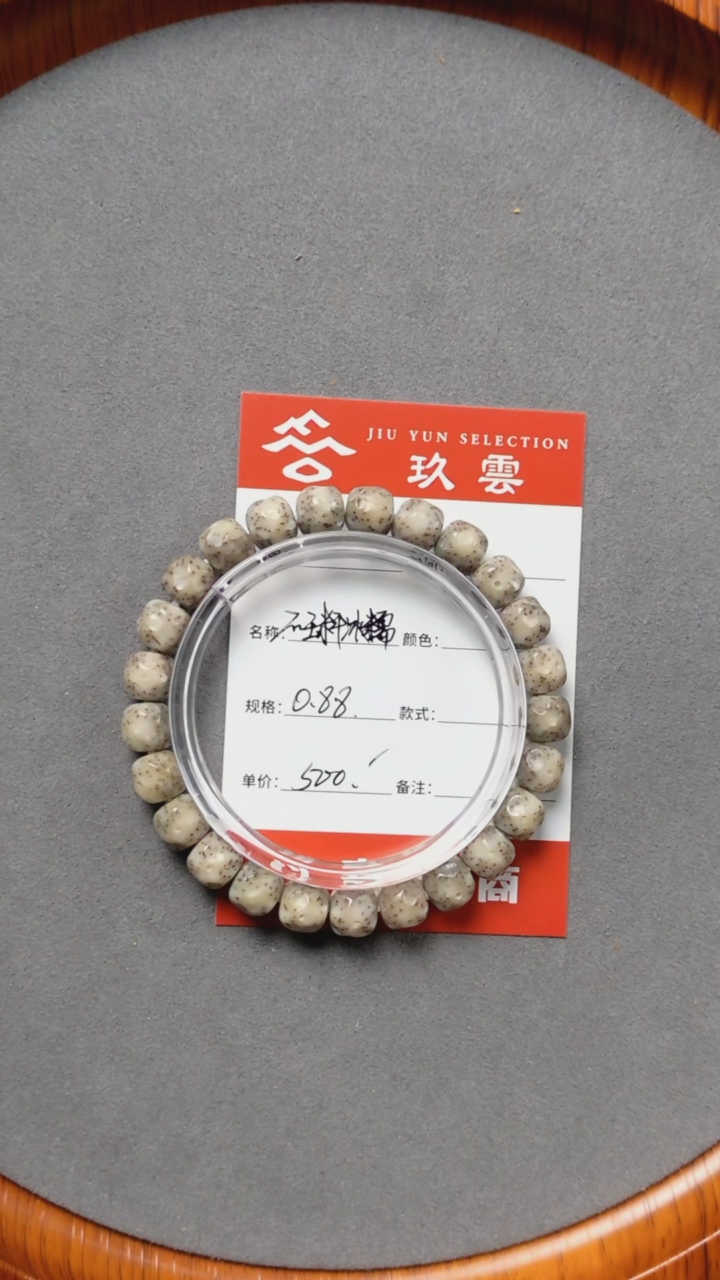 JIU YUN SELECTION
玖雲
名称: 颜色:
规格: 0.88. 款式:
单价: 500. 备注:
商